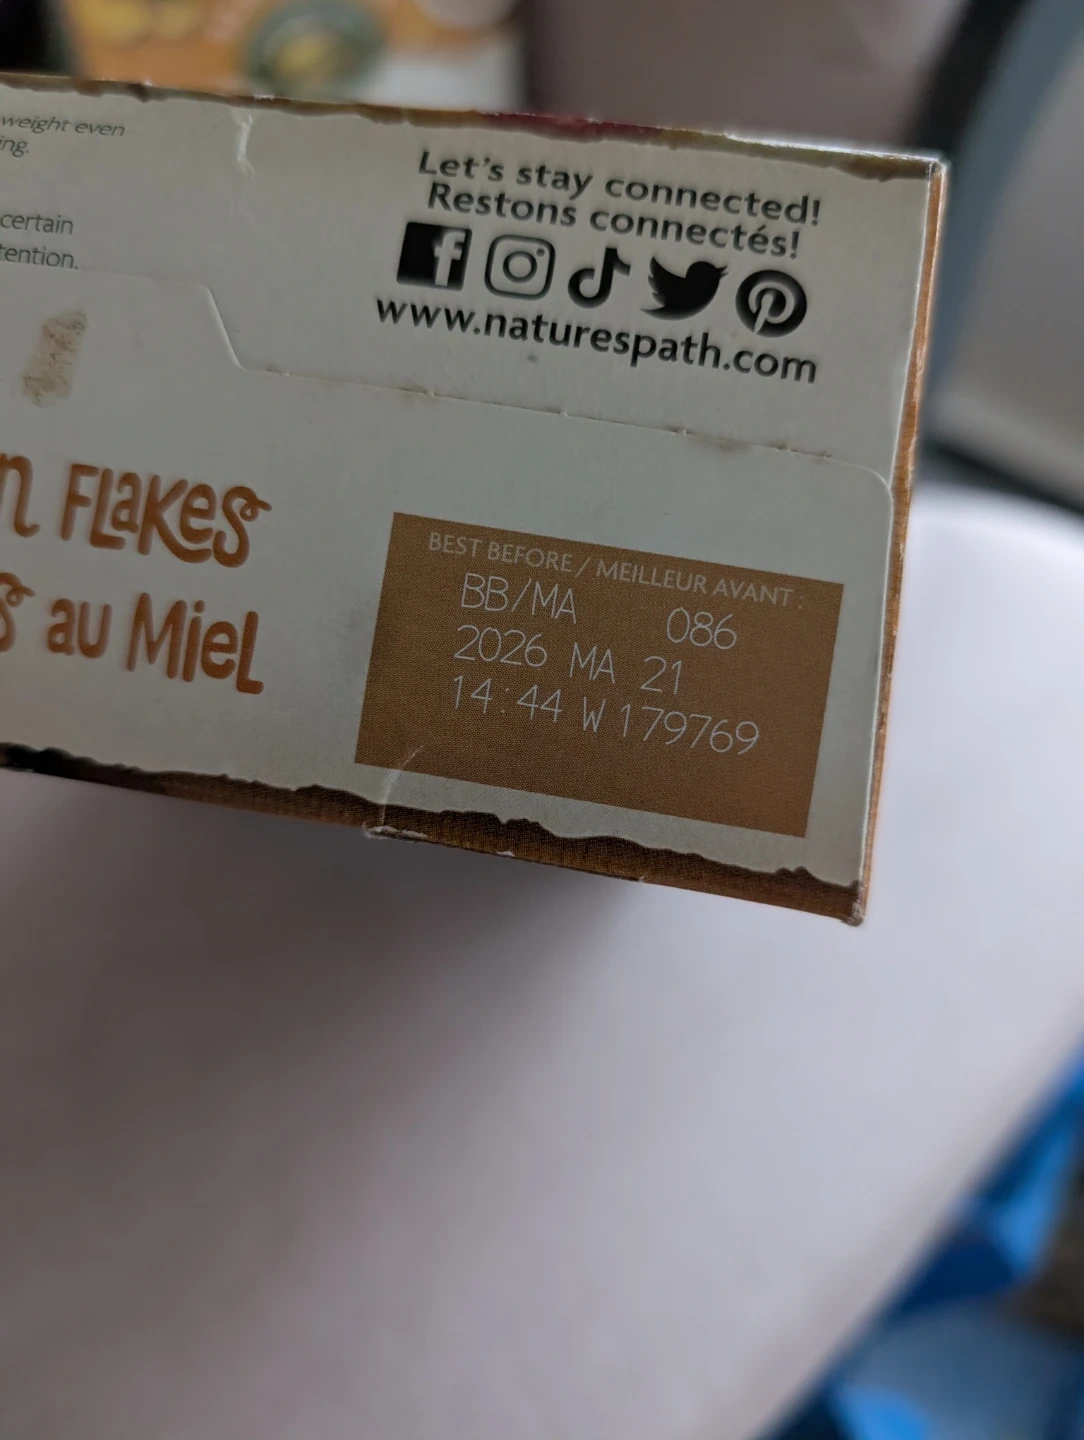 weight even
ing.
certain
tention.
Let's stay connected!
Restons connectés!
www.naturespath.com
n FLakes
s au Miel
BEST BEFORE / MEILLEUR AVANT :
BB/MA 086
2026 MA 21
14:44 W 179769